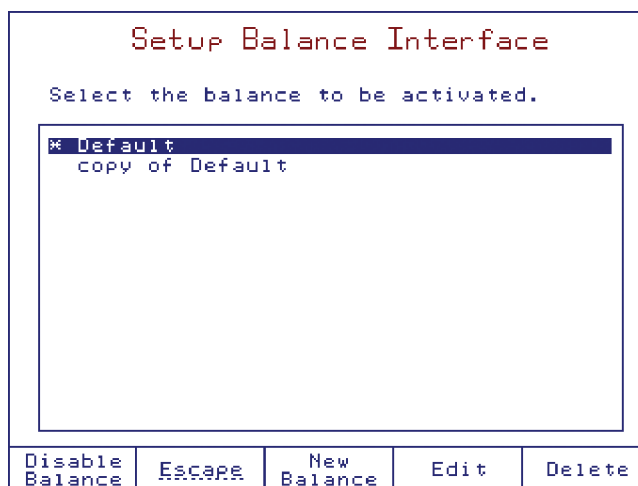 Setup Balance Interface
Select the balance to be activated.
* Default
copy of Default
Disable
Balance
Escape
New
Balance
Edit
Delete